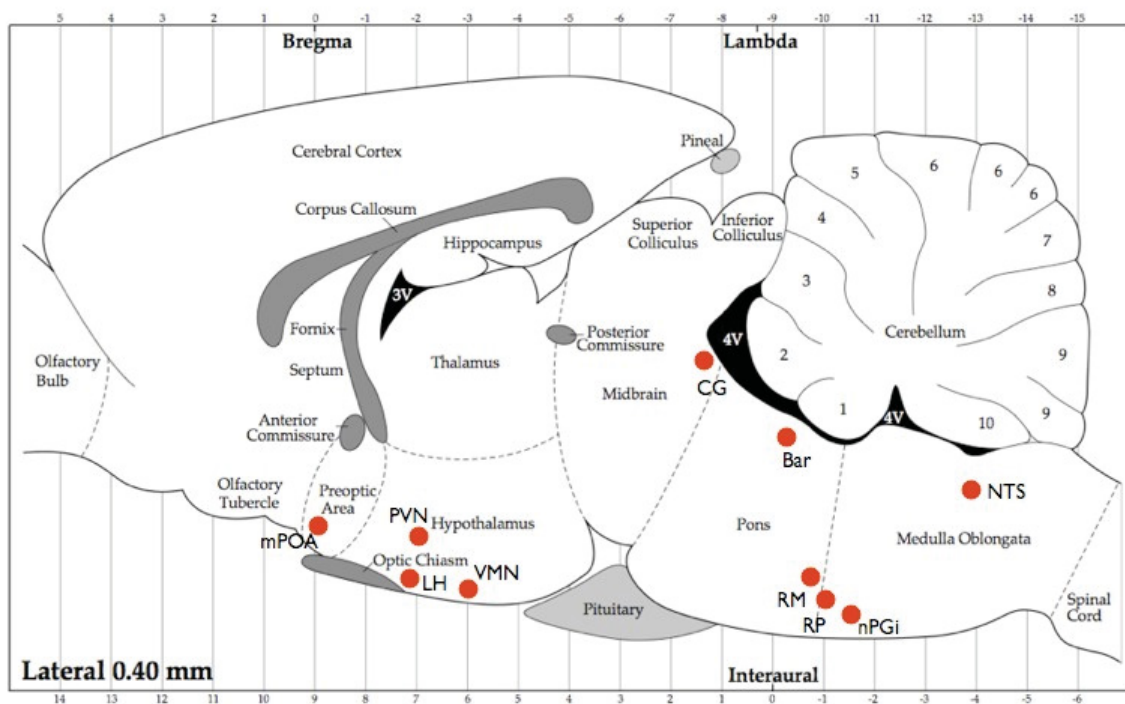 5 4 3 2 1 0 -1 -2 -3 -4 -5 -6 -7 -8 -9 -10 -11 -12 -13 -14 -15
Bregma Lambda
Cerebral Cortex
Pineal
Corpus Callosum
Hippocampus
Superior
Colliculus
Inferior
Colliculus
5 6 6 6
4 7
3 8
2 9
1 10 9
Cerebellum
3V
4V
4V
Fornix
Septum
Thalamus
Posterior
Commissure
Midbrain
CG
Olfactory
Bulb
Anterior
Commissure
Bar
NTS
Olfactory
Tubercle
Preoptic
Area
mPOA
PVN
Hypothalamus
Optic Chiasm
LH
VMN
Pons
Medulla Oblongata
RM
RP
nPGi
Pituitary
Spinal
Cord
Lateral 0.40 mm
Interaural
14 13 12 11 10 9 8 7 6 5 4 3 2 1 0 -1 -2 -3 -4 -5 -6